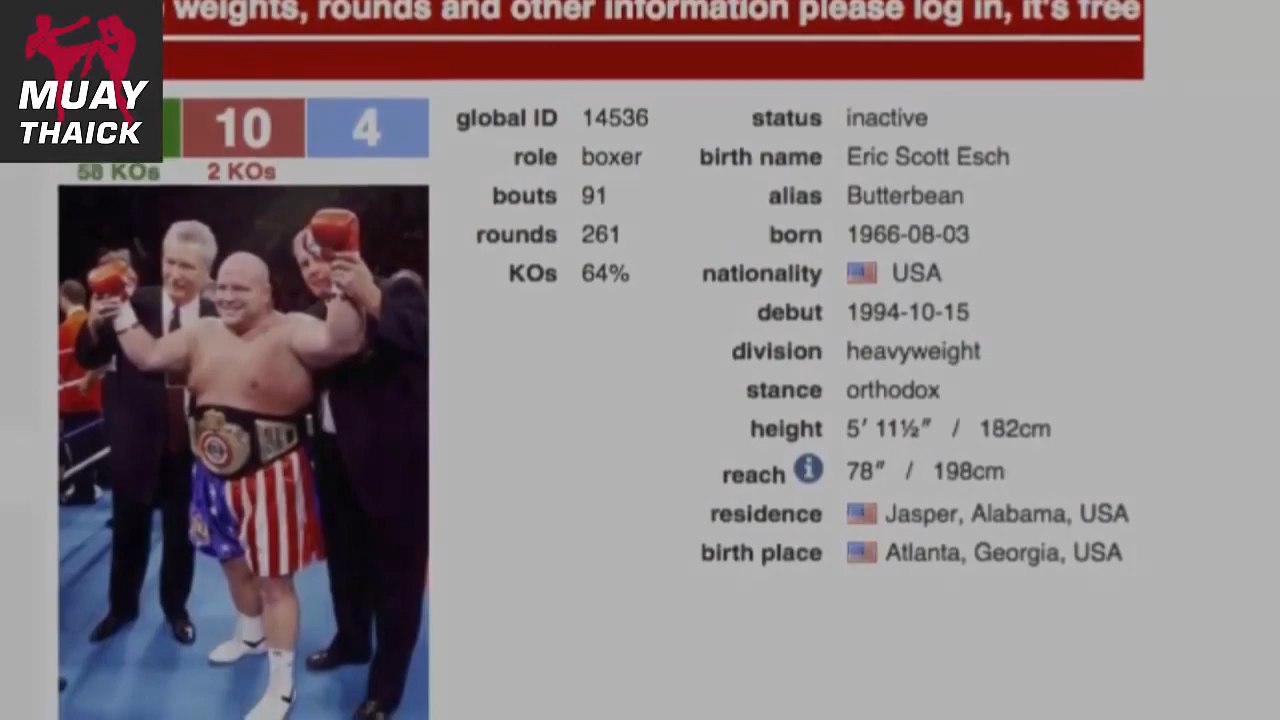 weights, rounds and other information please log in, it's free
MUAY
THAICK
10 4
58 KOs 2 KOs
global ID 14536
role boxer
bouts 91
rounds 261
KOs 64%
status inactive
birth name Eric Scott Esch
alias Butterbean
born 1966-08-03
nationality USA
debut 1994-10-15
division heavyweight
stance orthodox
height 5′ 11½″ / 182cm
reach i 78″ / 198cm
residence Jasper, Alabama, USA
birth place Atlanta, Georgia, USA